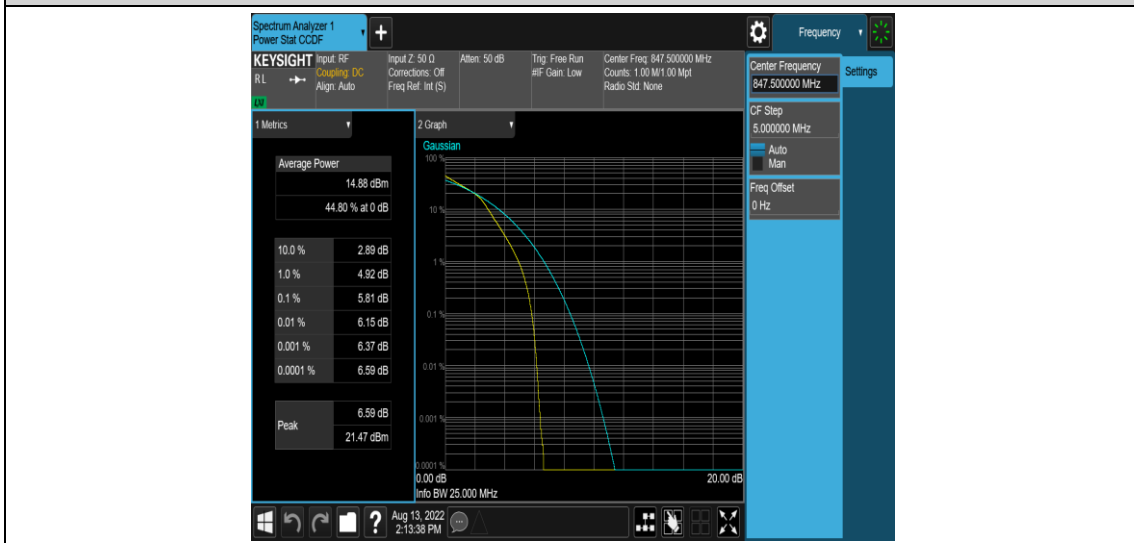 Spectrum Analyzer 1
Power Stat CCDF
Frequency
KEYSIGHT
RL
LNI
Input: RF
Coupling: DC
Align: Auto
Input Z: 50 Ω
Corrections: Off
Freq Ref: Int (S)
Atten: 50 dB
Trig: Free Run
#IF Gain: Low
Center Freq: 847.500000 MHz
Counts: 1.00 M/1.00 Mpt
Radio Std: None
Center Frequency
847.500000 MHz
Settings
CF Step
5.000000 MHz
Auto
Man
Freq Offset
0 Hz
1 Metrics
Average Power
14.88 dBm
44.80 % at 0 dB
10.0 % 2.89 dB
1.0 % 4.92 dB
0.1 % 5.81 dB
0.01 % 6.15 dB
0.001 % 6.37 dB
0.0001 % 6.59 dB
Peak
6.59 dB
21.47 dBm
2 Graph
Gaussian
100 %
10 %
1 %
0.1 %
0.01 %
0.001 %
0.0001 %
0.00 dB 20.00 dB
Info BW 25.000 MHz
Aug 13, 2022
2:13:38 PM